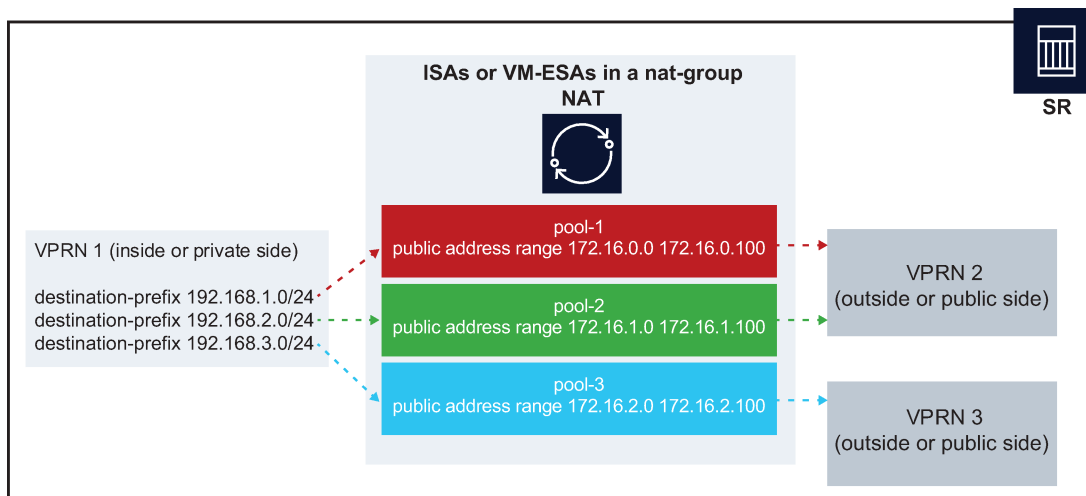 SR
ISAs or VM-ESAs in a nat-group
NAT
VPRN 1 (inside or private side)
destination-prefix 192.168.1.0/24
destination-prefix 192.168.2.0/24
destination-prefix 192.168.3.0/24
pool-1
public address range 172.16.0.0 172.16.0.100
pool-2
public address range 172.16.1.0 172.16.1.100
pool-3
public address range 172.16.2.0 172.16.2.100
VPRN 2
(outside or public side)
VPRN 3
(outside or public side)